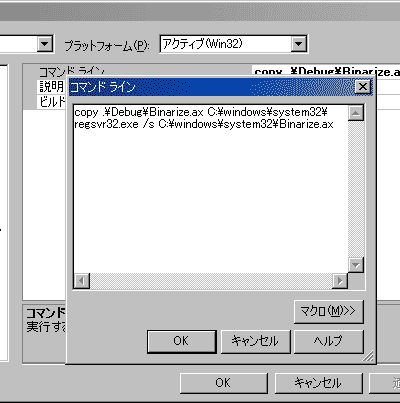 プラットフォーム(P):
アクティブ(Win32)
コマンド ライン
copy .¥Debug¥Binarize.a
説明
ビルド
コマンド ライン
copy .¥Debug¥Binarize.ax C:¥windows¥system32¥
regsvr32.exe /s C:¥windows¥system32¥Binarize.ax
マクロ(M)>>
OK
キャンセル
ヘルプ
コマンド
実行する
OK
キャンセル